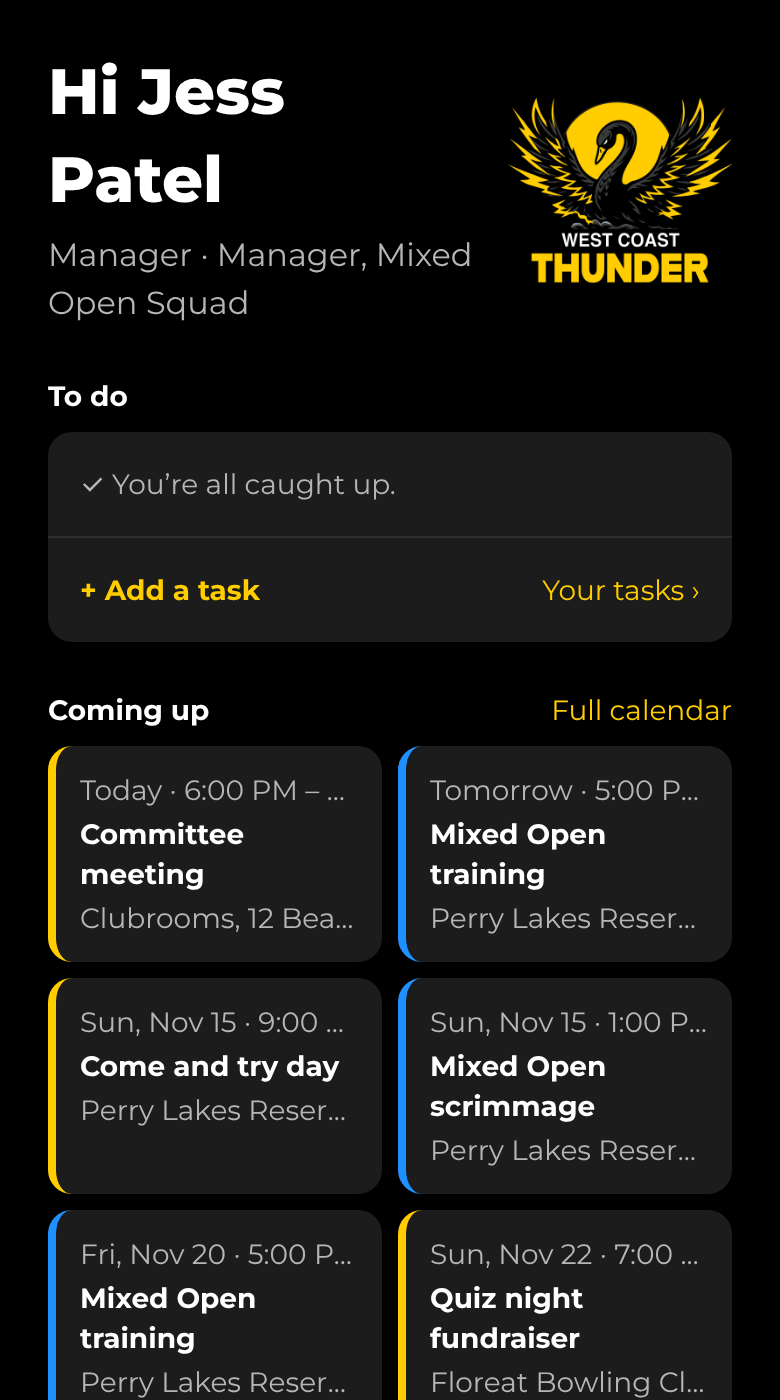 Hi Jess
Patel
Manager · Manager, Mixed
Open Squad
WEST COAST
THUNDER
To do
✓ You’re all caught up.
+ Add a task
Your tasks ›
Coming up
Full calendar
Today · 6:00 PM – ...
Committee
meeting
Clubrooms, 12 Bea...
Tomorrow · 5:00 P...
Mixed Open
training
Perry Lakes Reser...
Sun, Nov 15 · 9:00 ...
Come and try day
Perry Lakes Reser...
Sun, Nov 15 · 1:00 P...
Mixed Open
scrimmage
Perry Lakes Reser...
Fri, Nov 20 · 5:00 P...
Mixed Open
training
Perry Lakes Reser...
Sun, Nov 22 · 7:00 ...
Quiz night
fundraiser
Floreat Bowling Cl...